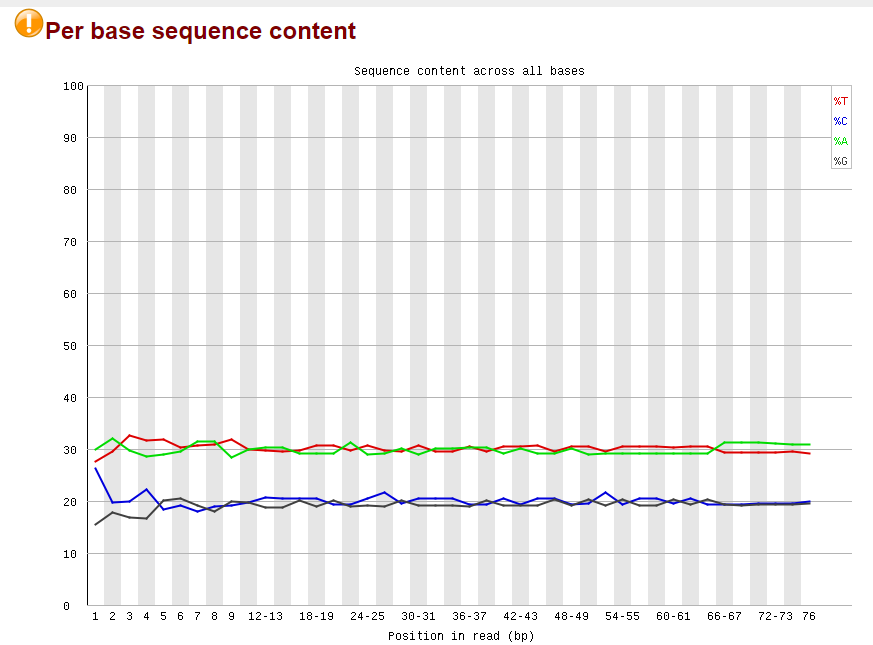 Per base sequence content
Sequence content across all bases
%T
%C
%A
%G
100
90
80
70
60
50
40
30
20
10
0
1 2 3 4 5 6 7 8 9 12-13 18-19 24-25 30-31 36-37 42-43 48-49 54-55 60-61 66-67 72-73 76
Position in read (bp)